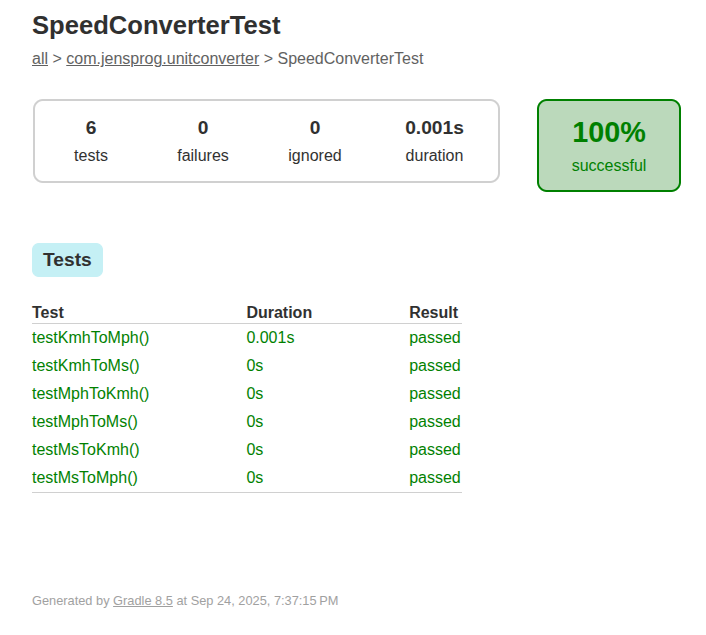 SpeedConverterTest
all > com.jensprog.unitconverter > SpeedConverterTest
6 0 0 0.001s
tests failures ignored duration
100%
successful
Tests
Test Duration Result
testKmhToMph() 0.001s passed
testKmhToMs() 0s passed
testMphToKmh() 0s passed
testMphToMs() 0s passed
testMsToKmh() 0s passed
testMsToMph() 0s passed
Generated by Gradle 8.5 at Sep 24, 2025, 7:37:15 PM